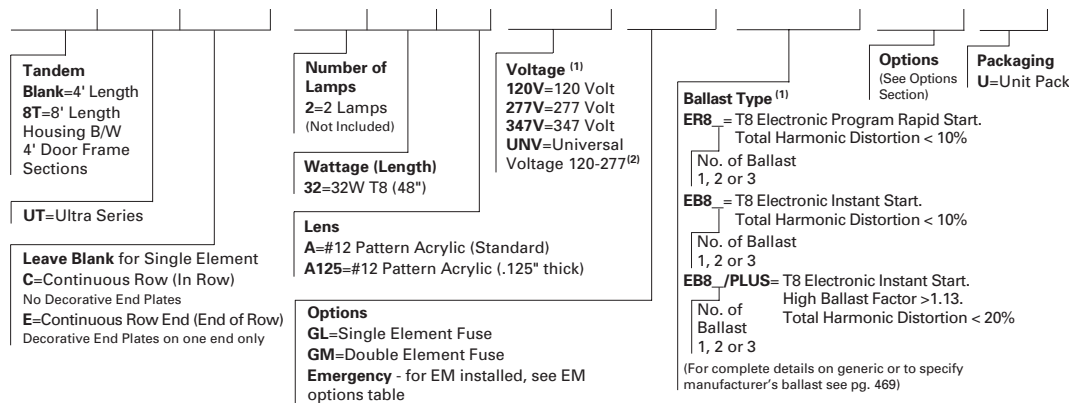 Tandem
Blank=4' Length
8T=8' Length
Housing B/W
4' Door Frame
Sections
UT=Ultra Series
Leave Blank for Single Element
C=Continuous Row (In Row)
No Decorative End Plates
E=Continuous Row End (End of Row)
Decorative End Plates on one end only
Number of
Lamps
2=2 Lamps
(Not Included)
Wattage (Length)
32=32W T8 (48")
Lens
A=#12 Pattern Acrylic (Standard)
A125=#12 Pattern Acrylic (.125" thick)
Voltage (1)
120V=120 Volt
277V=277 Volt
347V=347 Volt
UNV=Universal
Voltage 120-277(2)
Options
GL=Single Element Fuse
GM=Double Element Fuse
Emergency - for EM installed, see EM
options table
Ballast Type (1)
ER8_= T8 Electronic Program Rapid Start.
Total Harmonic Distortion < 10%
No. of Ballast
1, 2 or 3
EB8_= T8 Electronic Instant Start.
Total Harmonic Distortion < 10%
No. of Ballast
1, 2 or 3
EB8_/PLUS= T8 Electronic Instant Start.
High Ballast Factor >1.13.
Total Harmonic Distortion < 20%
No. of
Ballast
1, 2 or 3
(For complete details on generic or to specify
manufacturer's ballast see pg. 469)
Options
(See Options
Section)
Packaging
U=Unit Pack